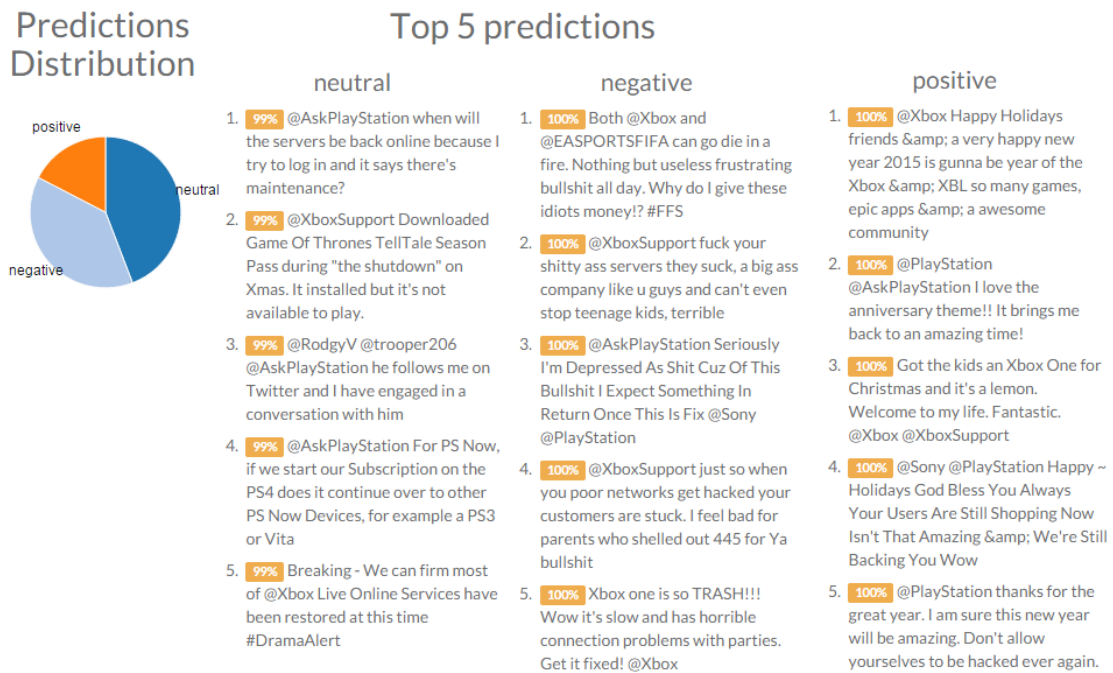 Predictions
Distribution
positive
neutral
negative
Top 5 predictions
neutral
1. 99% @AskPlayStation when will
the servers be back online because I
try to log in and it says there's
maintenance?
2. 99% @XboxSupport Downloaded
Game Of Thrones TellTale Season
Pass during "the shutdown" on
Xmas. It installed but it's not
available to play.
3. 99% @RodgyV @trooper206
@AskPlayStation he follows me on
Twitter and I have engaged in a
conversation with him
4. 99% @AskPlayStation For PS Now,
if we start our Subscription on the
PS4 does it continue over to other
PS Now Devices, for example a PS3
or Vita
5. 99% Breaking - We can firm most
of @Xbox Live Online Services have
been restored at this time
#DramaAlert
negative
1. 100% Both @Xbox and
@EASPORTSFIFA can go die in a
fire. Nothing but useless frustrating
bullshit all day. Why do I give these
idiots money!? #FFS
2. 100% @XboxSupport fuck your
shitty ass servers they suck, a big ass
company like u guys and can't even
stop teenage kids, terrible
3. 100% @AskPlayStation Seriously
I'm Depressed As Shit Cuz Of This
Bullshit I Expect Something In
Return Once This Is Fix @Sony
@PlayStation
4. 100% @XboxSupport just so when
you poor networks get hacked your
customers are stuck. I feel bad for
parents who shelled out 445 for Ya
bullshit
5. 100% Xbox one is so TRASH!!!
Wow it's slow and has horrible
connection problems with parties.
Get it fixed! @Xbox
positive
1. 100% @Xbox Happy Holidays
friends &amp; a very happy new
year 2015 is gunna be year of the
Xbox &amp; XBL so many games,
epic apps &amp; a awesome
community
2. 100% @PlayStation
@AskPlayStation I love the
anniversary theme!! It brings me
back to an amazing time!
3. 100% Got the kids an Xbox One for
Christmas and it's a lemon.
Welcome to my life. Fantastic.
@Xbox @XboxSupport
4. 100% @Sony @PlayStation Happy ~
Holidays God Bless You Always
Your Users Are Still Shopping Now
Isn't That Amazing &amp; We're Still
Backing You Wow
5. 100% @PlayStation thanks for the
great year. I am sure this new year
will be amazing. Don't allow
yourselves to be hacked ever again.